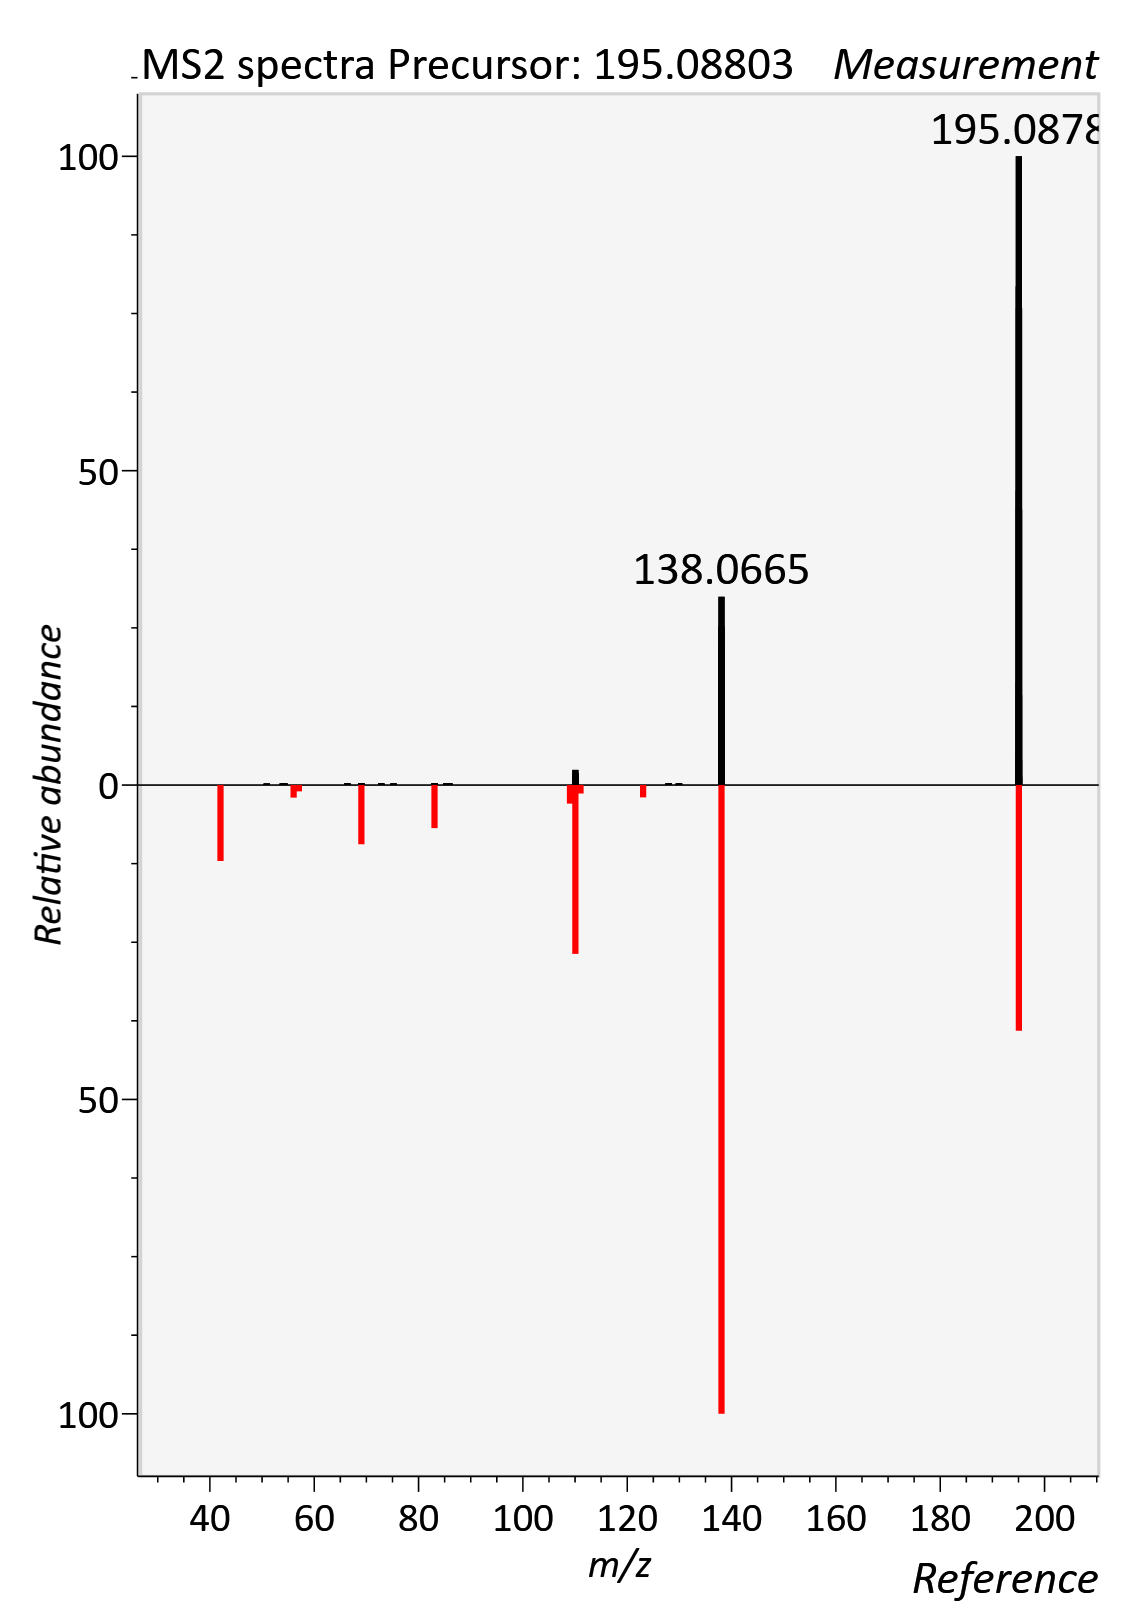 MS2 spectra Precursor: 195.08803 Measurement
195.0878
100
50
138.0665
0
50
100
Relative abundance
40 60 80 100 120 140 160 180 200
m/z
Reference